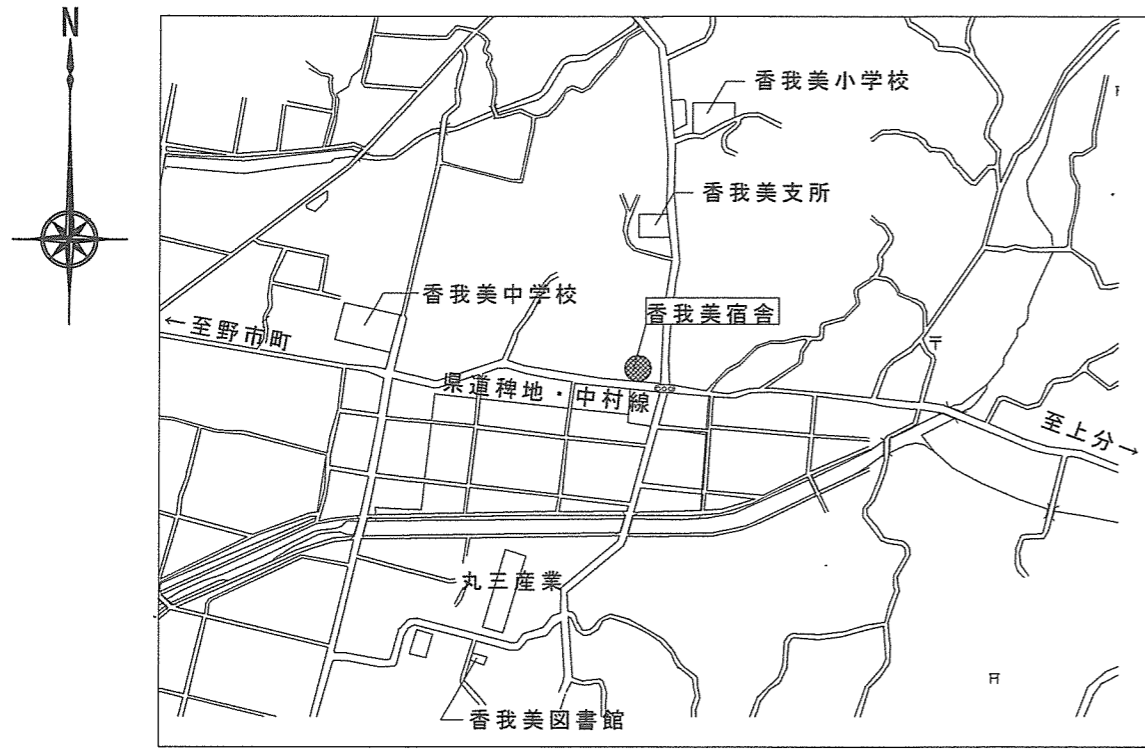 N
香我美小学校
香我美支所
香我美中学校
香我美宿舎
←至野市町
〒
県道稗地・中村線
至上分→
丸三産業
香我美図書館